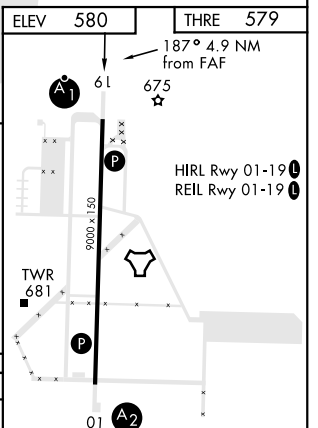 ELEV 580
THRE 579
187° 4.9 NM
from FAF
A1
19
675
P
HIRL Rwy 01-19 L
REIL Rwy 01-19 L
9000 x 150
TWR
681
P
01
A2